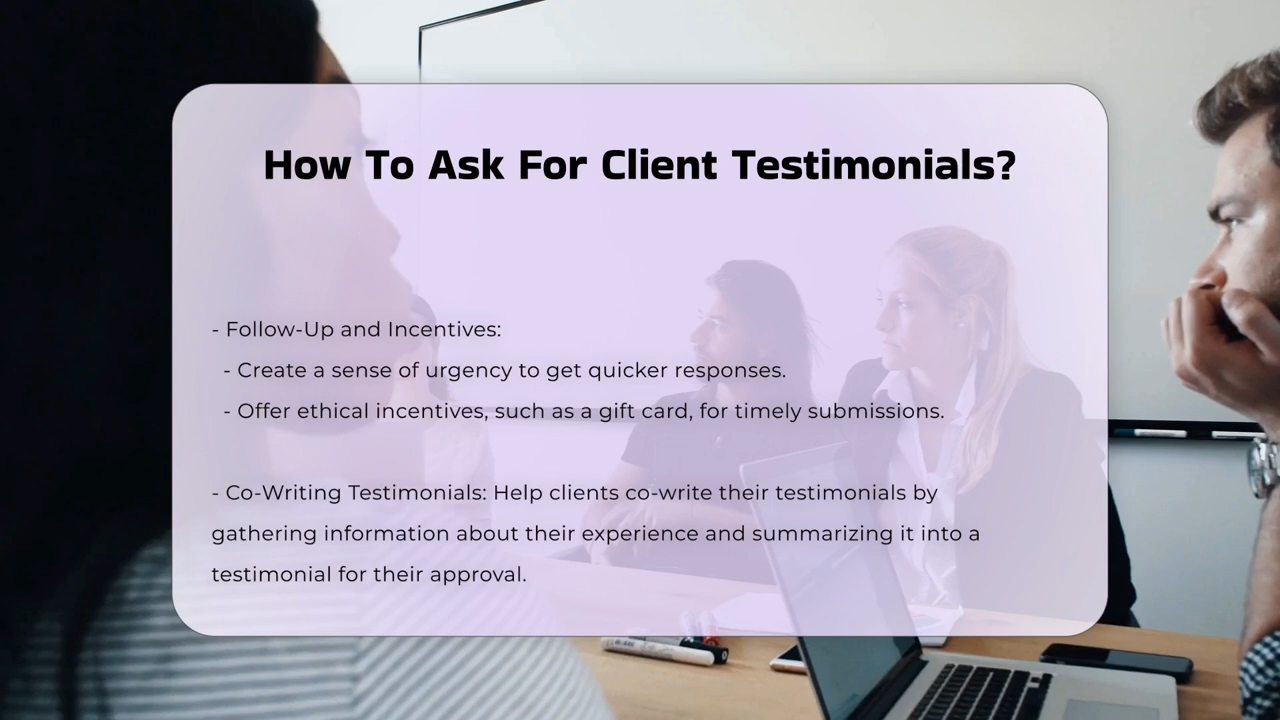 How To Ask For Client Testimonials?
- Follow-Up and Incentives:
- Create a sense of urgency to get quicker responses.
- Offer ethical incentives, such as a gift card, for timely submissions.
- Co-Writing Testimonials: Help clients co-write their testimonials by
gathering information about their experience and summarizing it into a
testimonial for their approval.